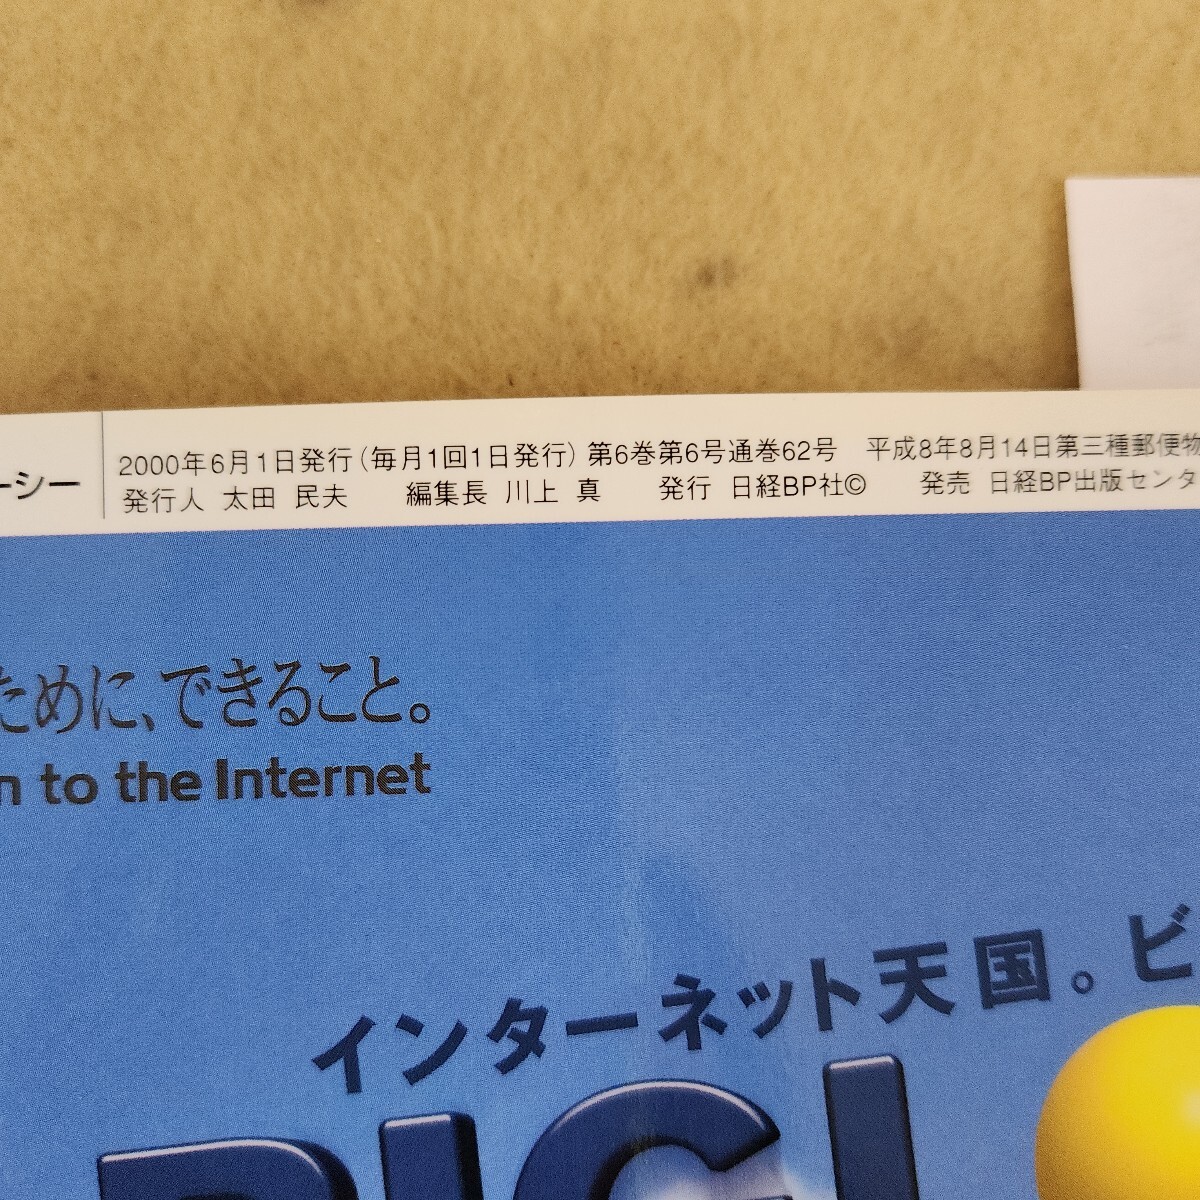 ーシー
2000年6月1日発行（毎月1回1日発行）第6巻第6号通巻62号　平成8年8月14日第三種郵便物
発行人 太田 民夫　編集長 川上 真　発行 日経BP社©　発売 日経BP出版センタ
ために、できること。
n to the Internet
インターネット天国。ビ
DIGI